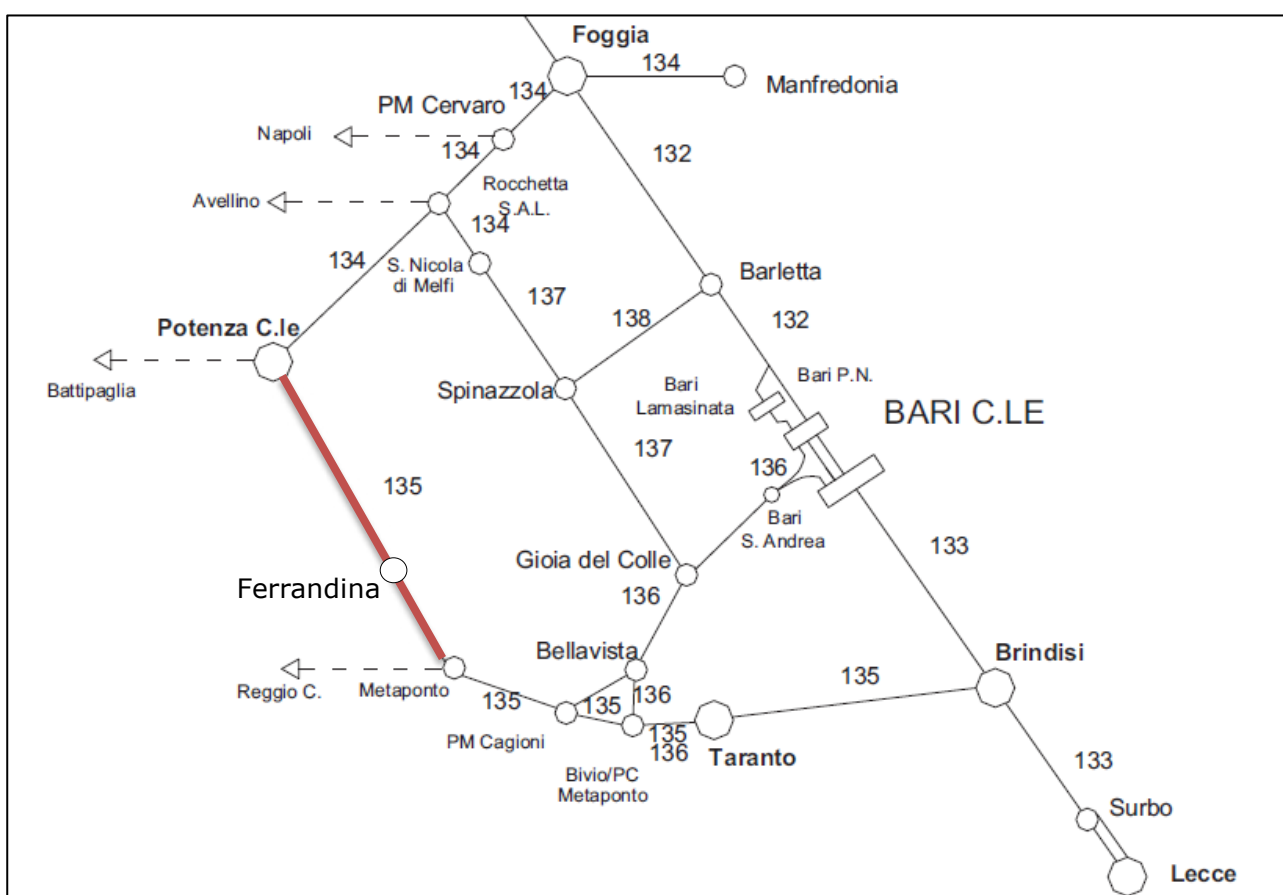 Foggia
134
Manfredonia
134
PM Cervaro
Napoli
134
132
Rocchetta
S.A.L.
Avellino
134
S. Nicola
di Melfi
134
Barletta
137
138
132
Potenza C.le
Battipaglia
Spinazzola
Bari
Lamasinata
Bari P.N.
BARI C.LE
137
136
135
Bari
S. Andrea
133
Gioia del Colle
Ferrandina
136
Bellavista
Brindisi
Reggio C.
Metaponto
135
136
135
135
PM Cagioni
135
136
Taranto
Bivio/PC
Metaponto
133
Surbo
Lecce